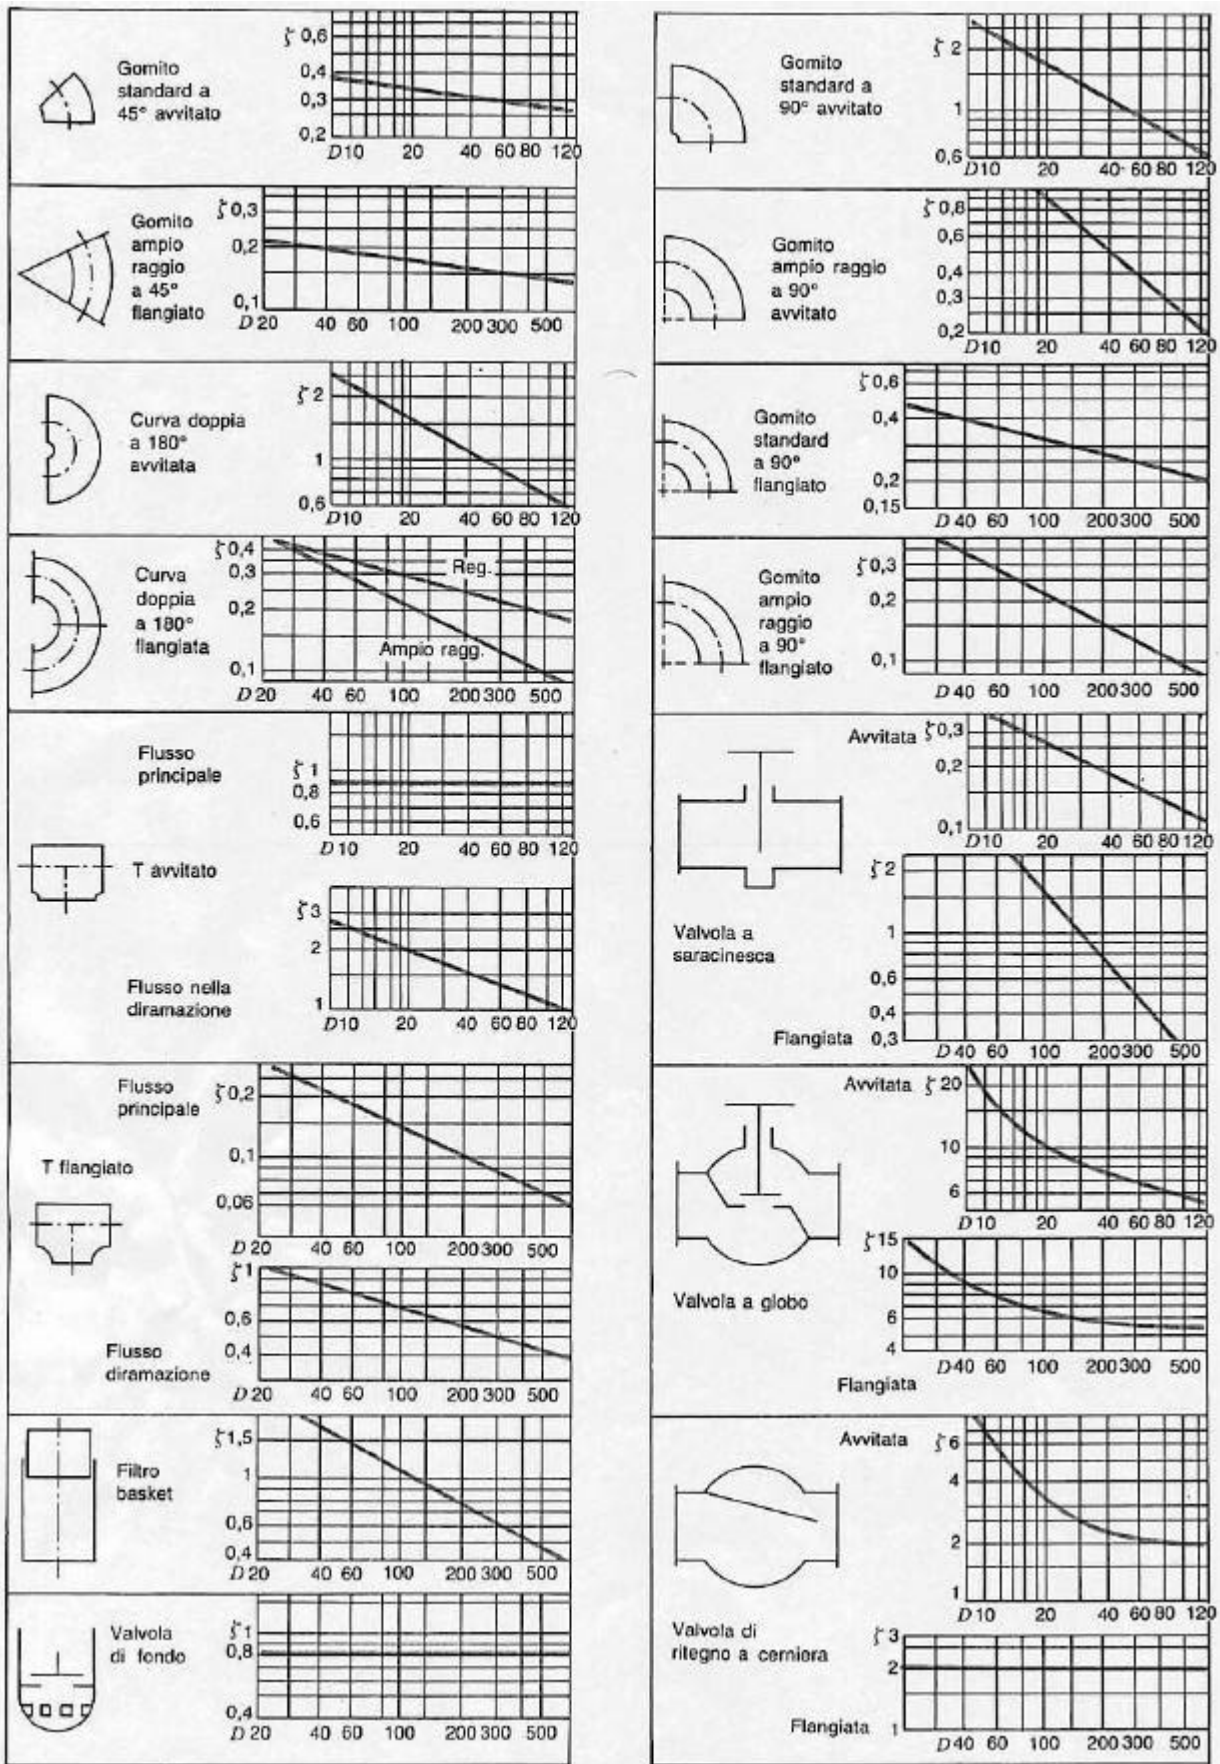 ζ 0,6
0,4
0,3
0,2
D 10 20 40 60 80 120
Gomito
standard a
45° avvitato
ζ 0,3
0,2
0,1
D 20 40 60 100 200 300 500
Gomito
ampio
raggio
a 45°
flangiato
ζ 2
1
0,6
D 10 20 40 60 80 120
Curva doppia
a 180°
avvitata
ζ 0,4
0,3
0,2
0,1
Reg.
Ampio ragg.
D 20 40 60 100 200 300 500
Curva
doppia
a 180°
flangiata
Flusso
principale
ζ 1
0,8
0,6
D 10 20 40 60 80 120
T avvitato
ζ 3
2
1
D 10 20 40 60 80 120
Flusso nella
diramazione
Flusso
principale
ζ 0,2
0,1
0,06
D 20 40 60 100 200 300 500
T flangiato
ζ 1
0,6
0,4
D 20 40 60 100 200 300 500
Flusso
diramazione
ζ 1,5
1
0,6
0,4
D 20 40 60 100 200 300 500
Filtro
basket
Valvola
di fondo
ζ 1
0,8
0,4
D 20 40 60 100 200 300 500
Gomito
standard a
90° avvitato
ζ 2
1
0,6
D 10 20 40 60 80 120
Gomito
ampio raggio
a 90°
avvitato
ζ 0,8
0,6
0,4
0,3
0,2
D 10 20 40 60 80 120
Gomito
standard
a 90°
flangiato
ζ 0,6
0,4
0,2
0,15
D 40 60 100 200 300 500
Gomito
ampio
raggio
a 90°
flangiato
ζ 0,3
0,2
0,1
D 40 60 100 200 300 500
Avvitata ζ 0,3
0,2
0,1
D 10 20 40 60 80 120
Valvola a
saracinesca
ζ 2
1
0,6
0,4
Flangiata 0,3
D 40 60 100 200 300 500
Avvitata ζ 20
10
6
D 10 20 40 60 80 120
Valvola a globo
ζ 15
10
6
4
D 40 60 100 200 300 500
Flangiata
Avvitata ζ 6
4
2
1
D 10 20 40 60 80 120
Valvola di
ritegno a cerniera
ζ 3
2
Flangiata 1
D 40 60 100 200 300 500